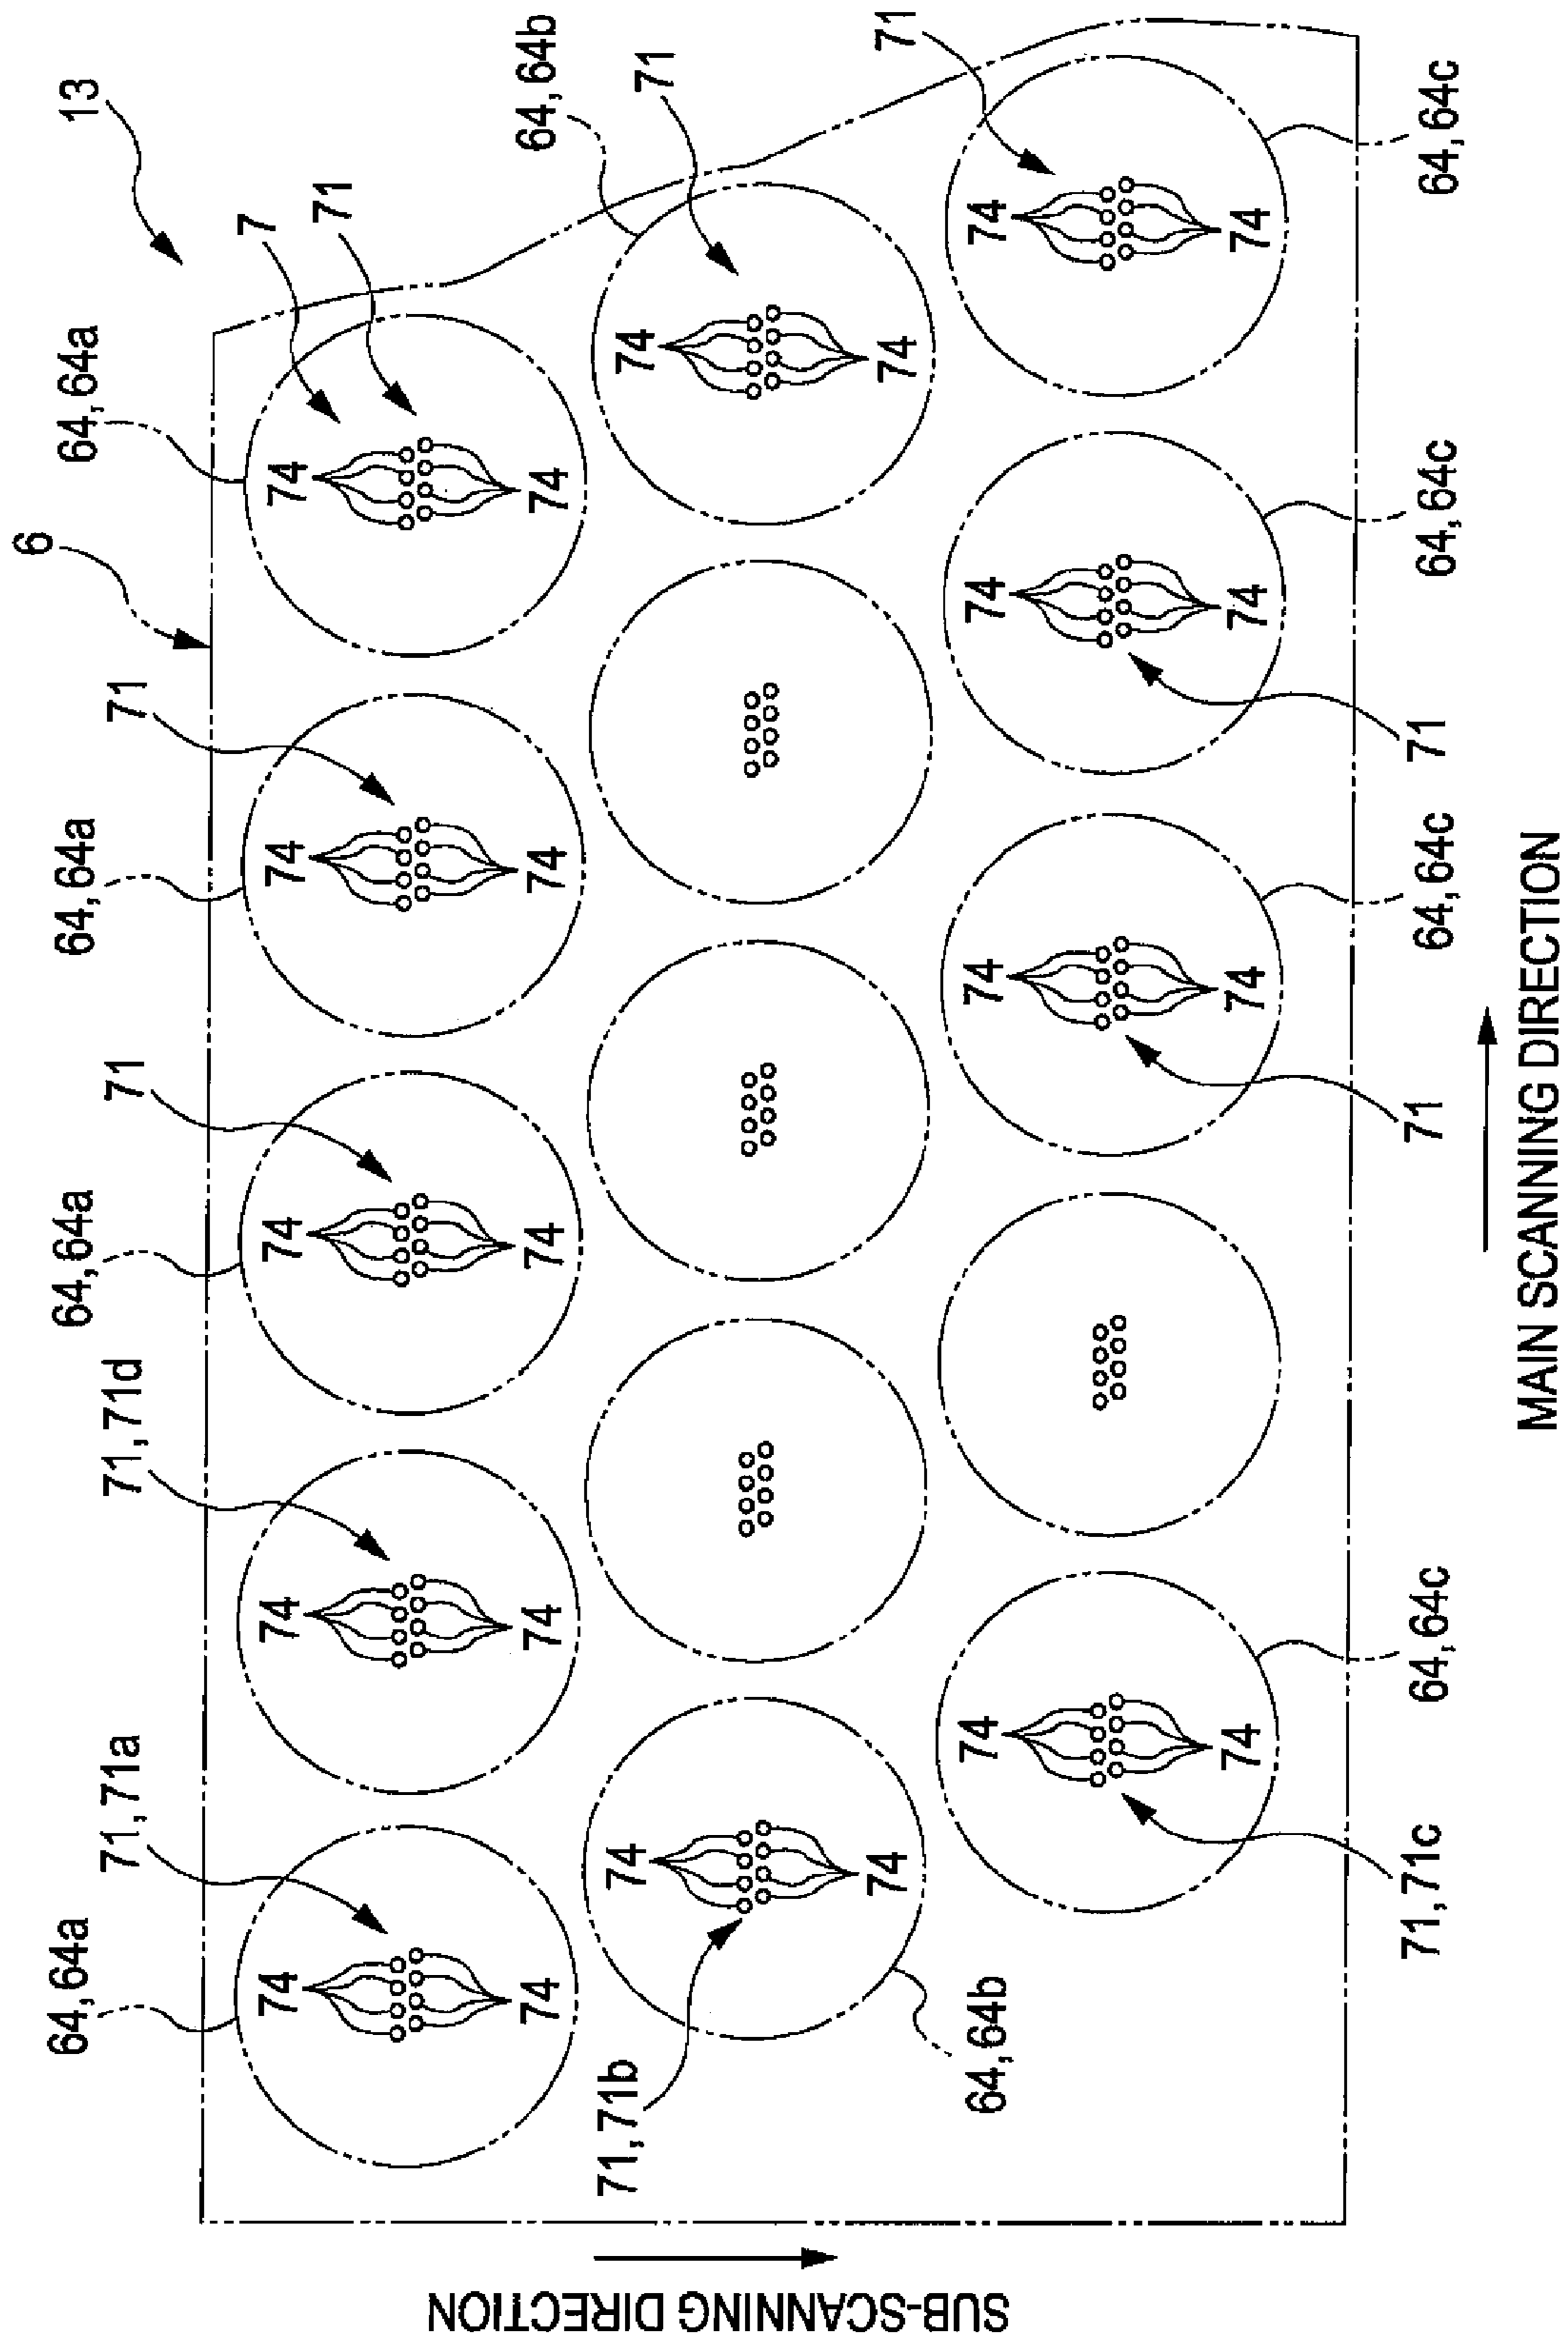 6
13
64,64a
64,64a
64,64a
64,64a
71,71a
71,71d
71
71
7
71
74
74
74
74
74
74
74
74
74
74
64,64b
71,71b
74
74
71
74
74
71
64,64b
74
74
74
74
74
74
74
74
71,71c
71
71
64,64c
64,64c
64,64c
64,64c
SUB-SCANNING DIRECTION
MAIN SCANNING DIRECTION